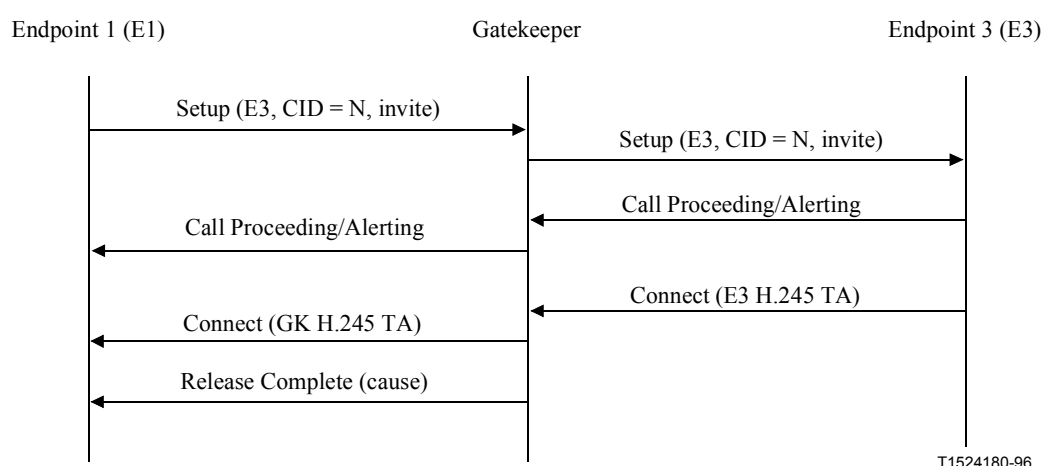 Endpoint 1 (E1)
Gatekeeper
Endpoint 3 (E3)
Setup (E3, CID = N, invite)
Setup (E3, CID = N, invite)
Call Proceeding/Alerting
Call Proceeding/Alerting
Connect (E3 H.245 TA)
Connect (GK H.245 TA)
Release Complete (cause)
T1524180-96